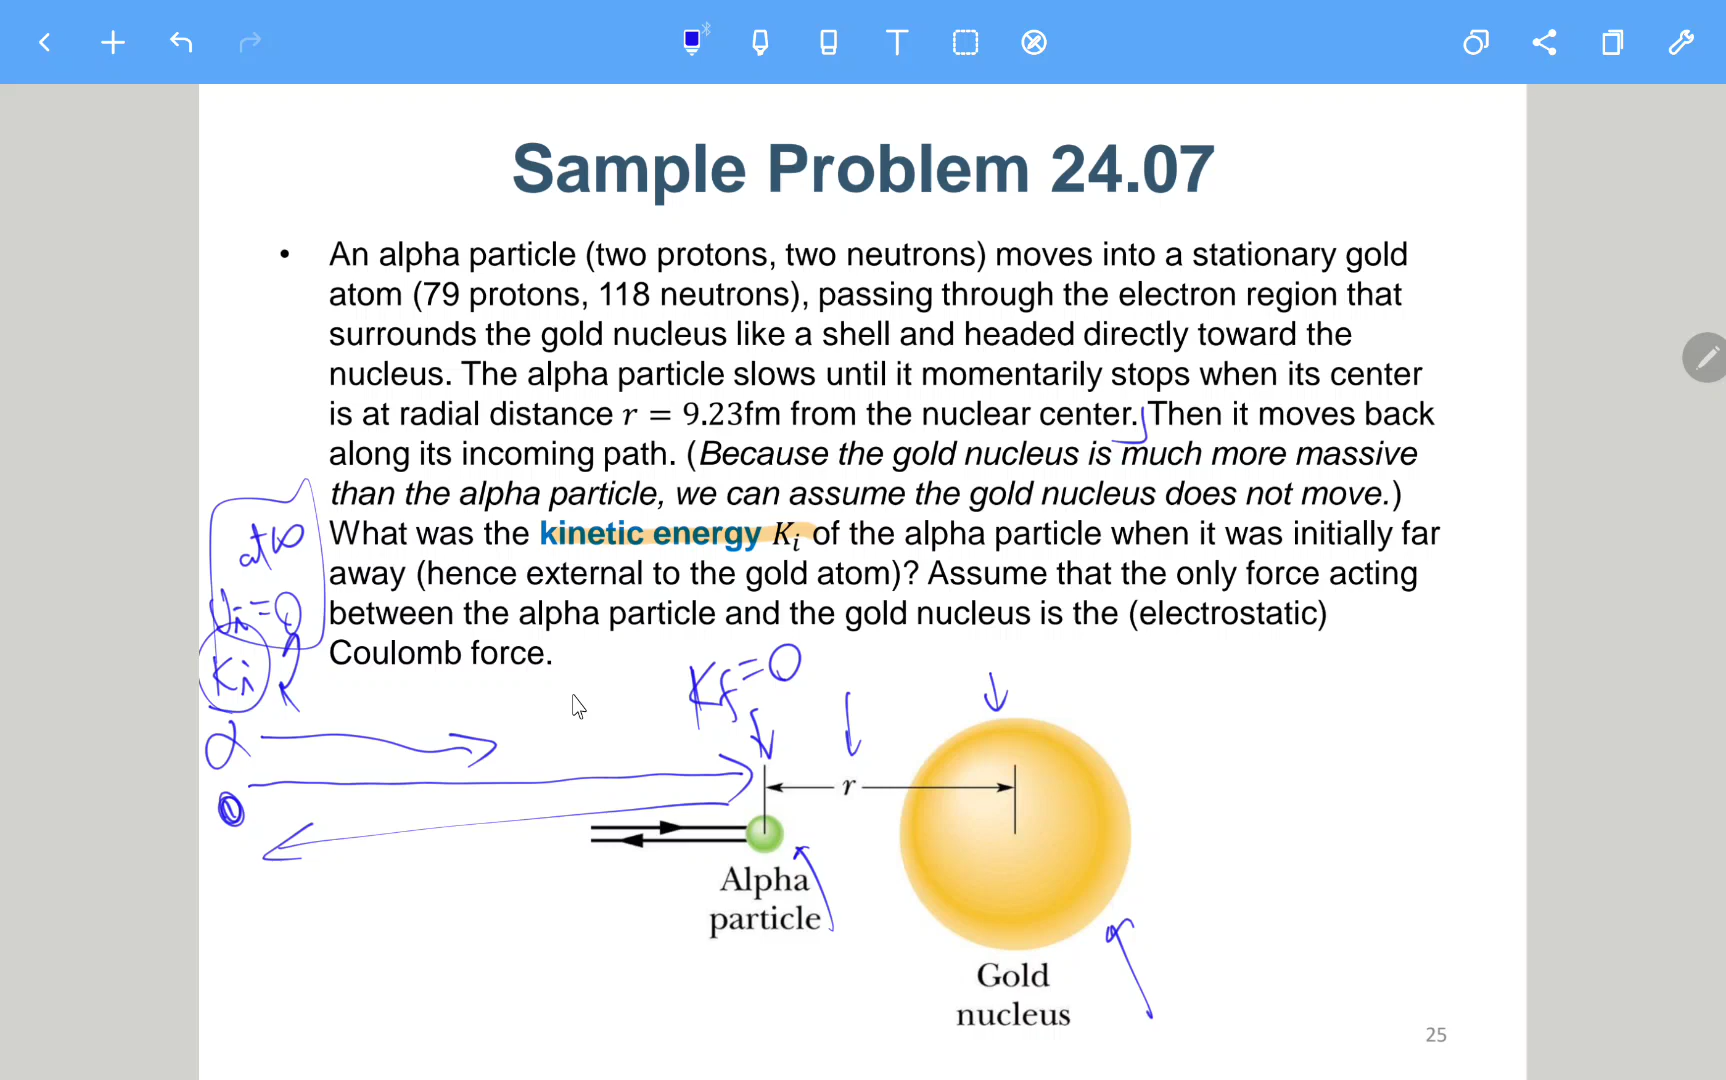 Sample Problem 24.07
• An alpha particle (two protons, two neutrons) moves into a stationary gold
atom (79 protons, 118 neutrons), passing through the electron region that
surrounds the gold nucleus like a shell and headed directly toward the
nucleus. The alpha particle slows until it momentarily stops when its center
is at radial distance r = 9.23fm from the nuclear center. Then it moves back
along its incoming path. (Because the gold nucleus is much more massive
than the alpha particle, we can assume the gold nucleus does not move.)
What was the kinetic energy Kᵢ of the alpha particle when it was initially far
away (hence external to the gold atom)? Assume that the only force acting
between the alpha particle and the gold nucleus is the (electrostatic)
Coulomb force.
at ∞
Ui = 0
Ki
α
Kf = 0
r
Alpha
particle
Gold
nucleus
25